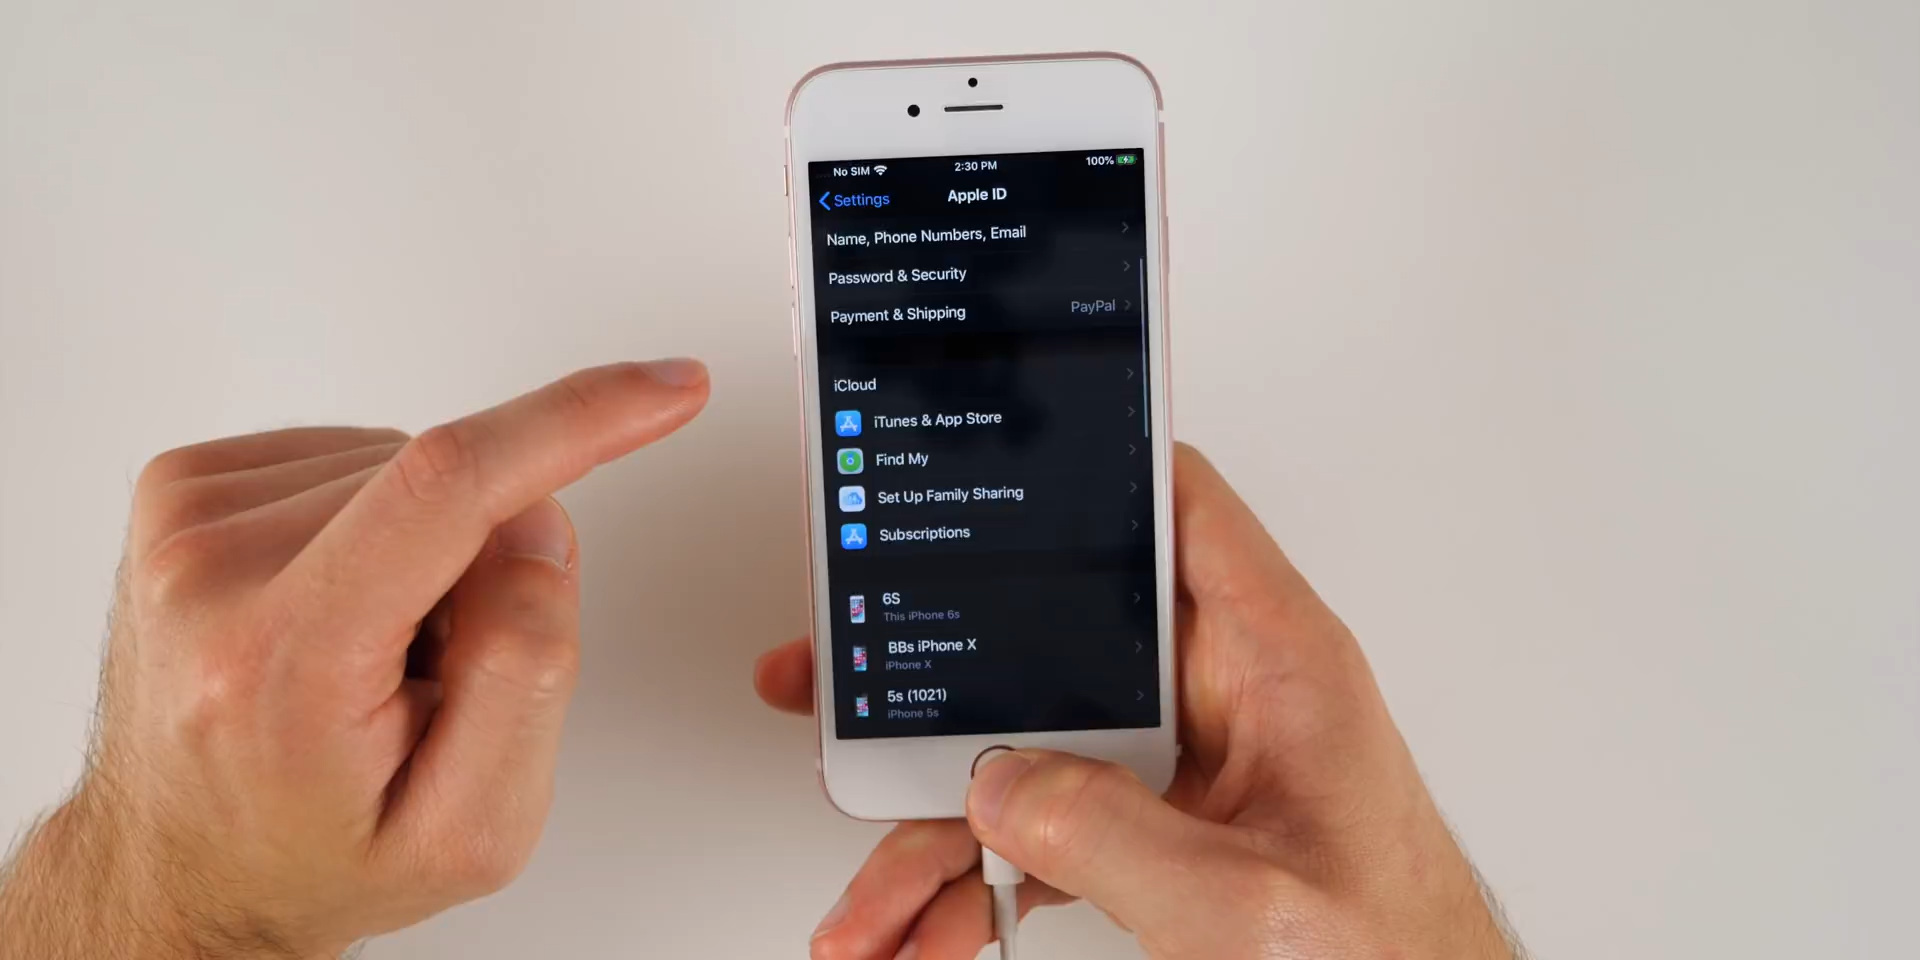 No SIM 2:30 PM 100%
Settings Apple ID
Name, Phone Numbers, Email
Password & Security
Payment & Shipping PayPal
iCloud
iTunes & App Store
Find My
Set Up Family Sharing
Subscriptions
6S
This iPhone 6s
BBs iPhone X
iPhone X
5s (1021)
iPhone 5s